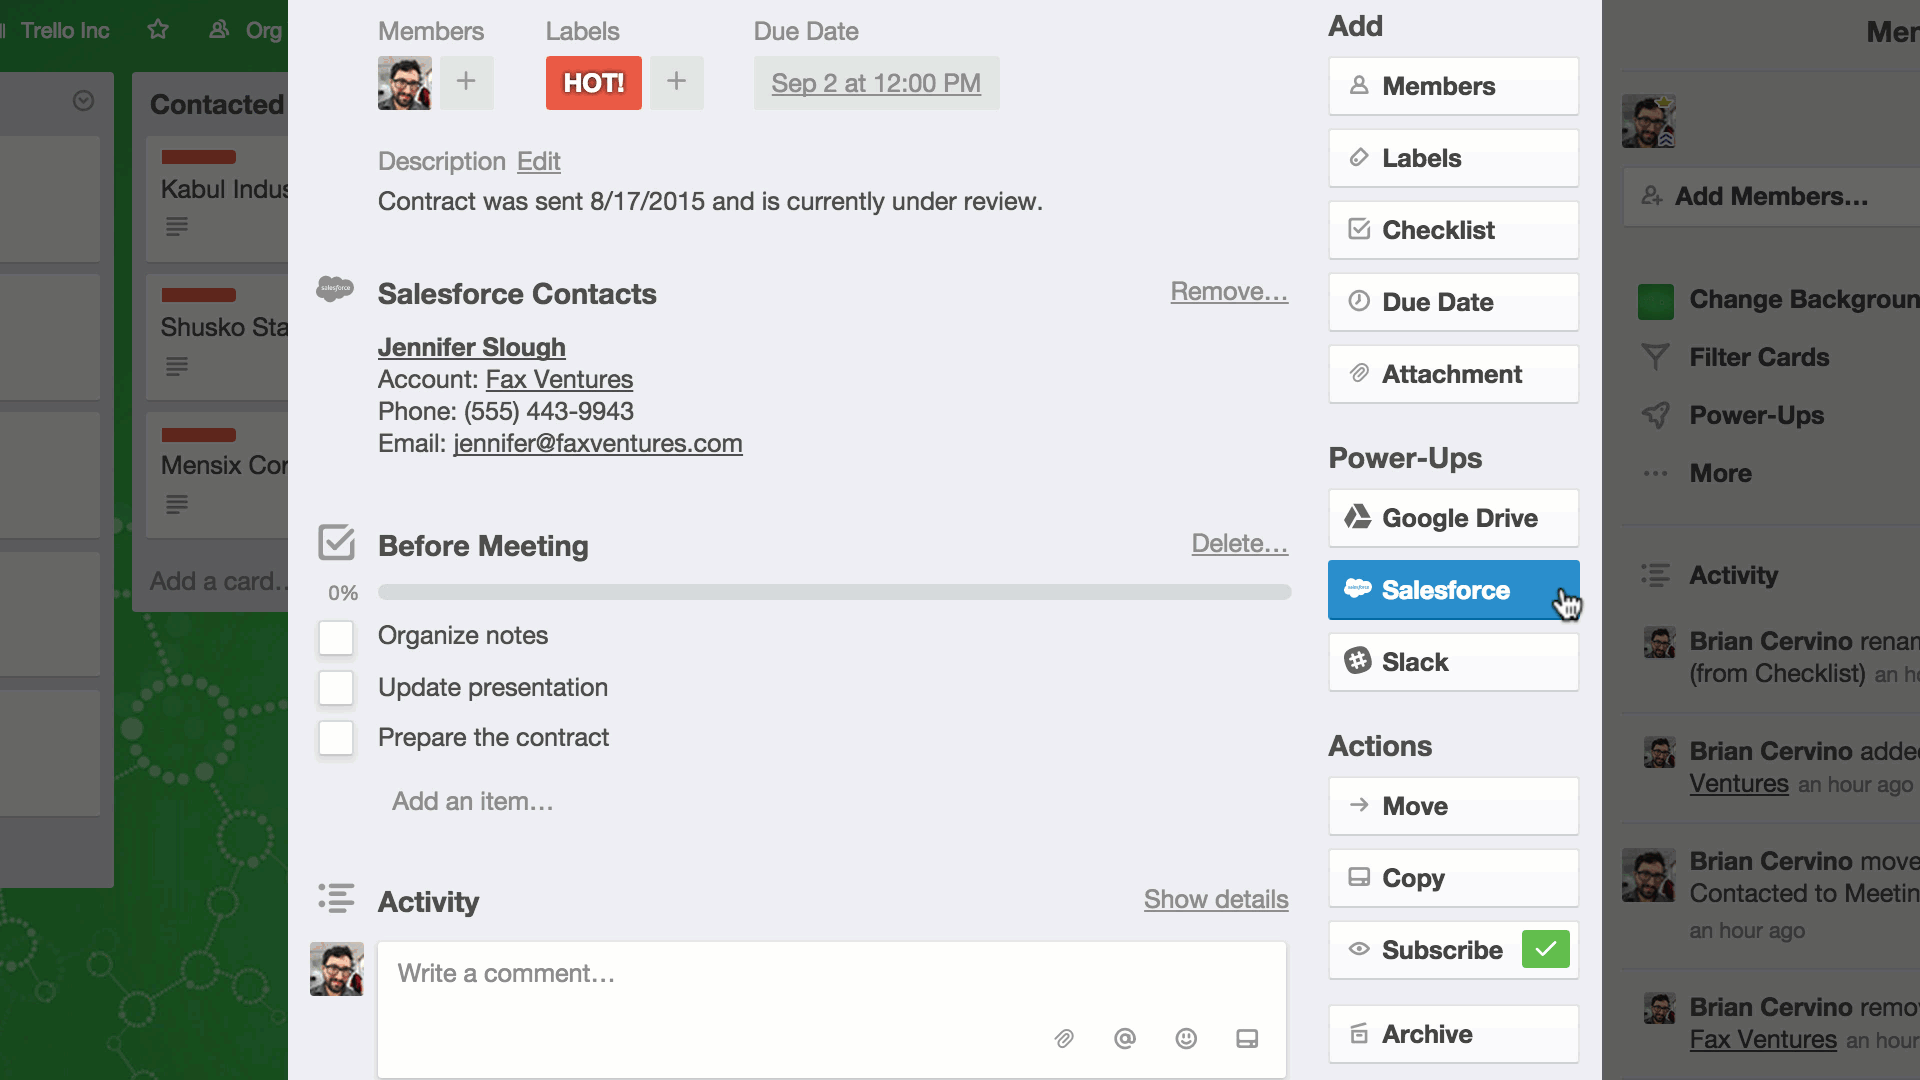 Trello Inc
Org
Contacted
Kabul Indus
Shusko Sta
Mensix Cor
Add a card…
Members
Labels
Due Date
HOT!
Sep 2 at 12:00 PM
Description Edit
Contract was sent 8/17/2015 and is currently under review.
salesforce
Salesforce Contacts
Remove…
Jennifer Slough
Account: Fax Ventures
Phone: (555) 443-9943
Email: jennifer@faxventures.com
Before Meeting
Delete…
0%
Organize notes
Update presentation
Prepare the contract
Add an item…
Activity
Show details
Write a comment…
Add
Members
Labels
Checklist
Due Date
Attachment
Power-Ups
Google Drive
Salesforce
Slack
Actions
Move
Copy
Subscribe
Archive
Men
Add Members…
Change Backgroun
Filter Cards
Power-Ups
More
Activity
Brian Cervino renam
(from Checklist) an ho
Brian Cervino added
Ventures an hour ago
Brian Cervino move
Contacted to Meetin
an hour ago
Brian Cervino remo
Fax Ventures an hour